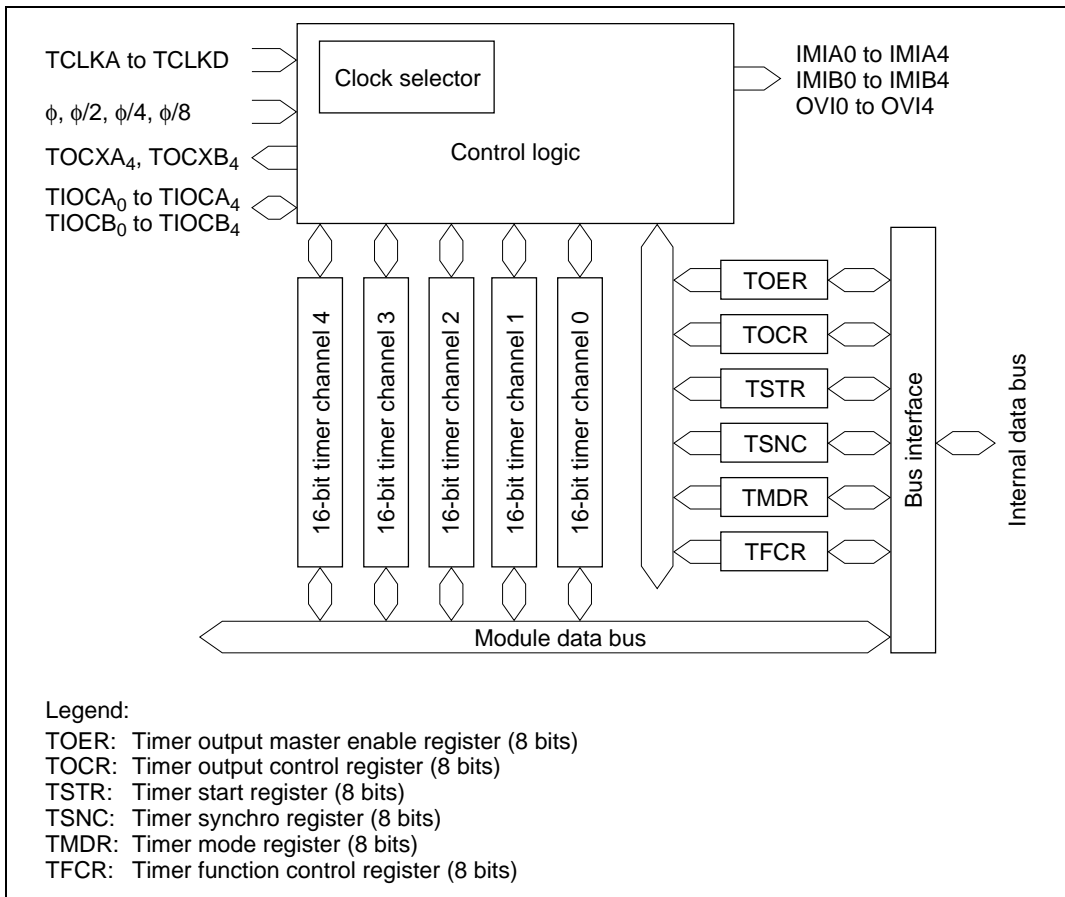 TCLKA to TCLKD
ϕ, ϕ/2, ϕ/4, ϕ/8
TOCXA₄, TOCXB₄
TIOCA₀ to TIOCA₄
TIOCB₀ to TIOCB₄
Clock selector
Control logic
IMIA0 to IMIA4
IMIB0 to IMIB4
OVI0 to OVI4
16-bit timer channel 4
16-bit timer channel 3
16-bit timer channel 2
16-bit timer channel 1
16-bit timer channel 0
TOER
TOCR
TSTR
TSNC
TMDR
TFCR
Bus interface
Internal data bus
Module data bus
Legend:
TOER: Timer output master enable register (8 bits)
TOCR: Timer output control register (8 bits)
TSTR: Timer start register (8 bits)
TSNC: Timer synchro register (8 bits)
TMDR: Timer mode register (8 bits)
TFCR: Timer function control register (8 bits)